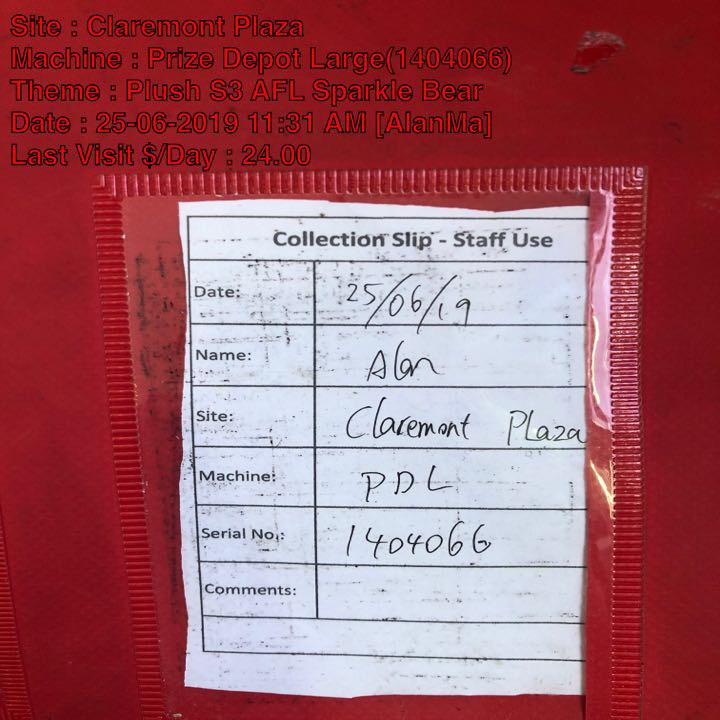 Site : Claremont Plaza
Machine : Prize Depot Large(1404066)
Theme : Plush S3 AFL Sparkle Bear
Date : 25-06-2019 11:31 AM [AlanMa]
Last Visit $/Day : 24.00
Collection Slip - Staff Use
Date: 25/06/19
Name: Alan
Site: Claremont Plaza
Machine: PDL
Serial No.: 1404066
Comments: